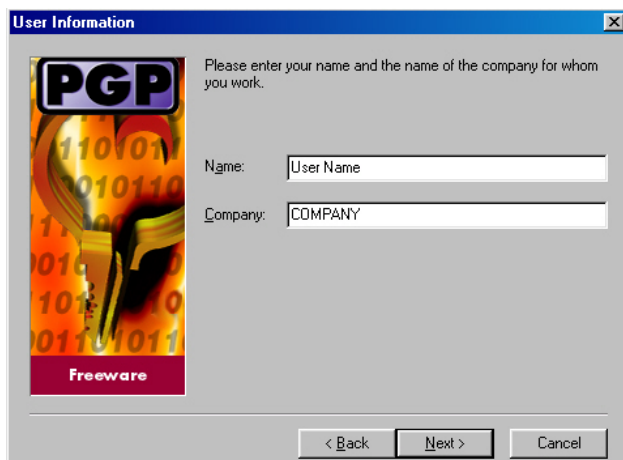 User Information
PGP
Please enter your name and the name of the company for whom
you work.
Name:
User Name
Company:
COMPANY
Freeware
< Back
Next >
Cancel